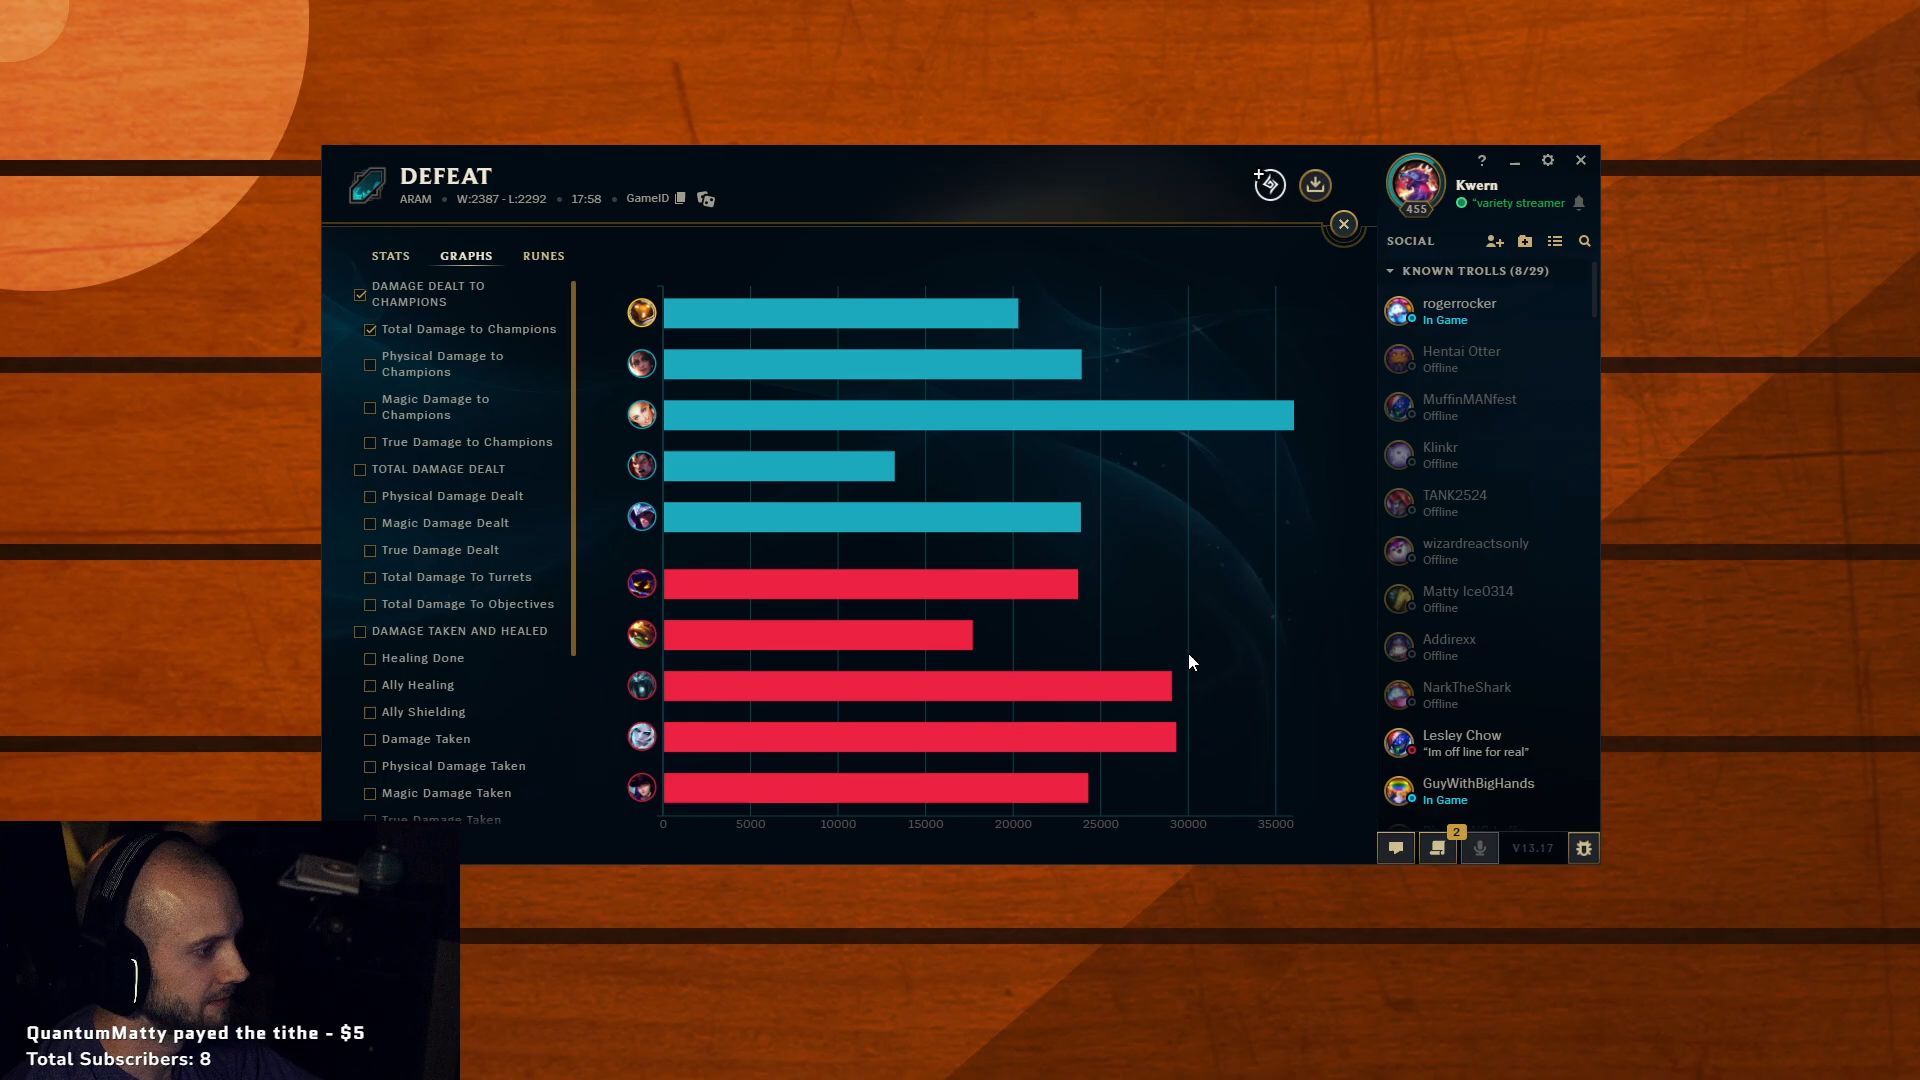 DEFEAT
ARAM • W:2387 - L:2292 • 17:58 • GameID
STATS
GRAPHS
RUNES
DAMAGE DEALT TO
CHAMPIONS
Total Damage to Champions
Physical Damage to
Champions
Magic Damage to
Champions
True Damage to Champions
TOTAL DAMAGE DEALT
Physical Damage Dealt
Magic Damage Dealt
True Damage Dealt
Total Damage To Turrets
Total Damage To Objectives
DAMAGE TAKEN AND HEALED
Healing Done
Ally Healing
Ally Shielding
Damage Taken
Physical Damage Taken
Magic Damage Taken
True Damage Taken
0 5000 10000 15000 20000 25000 30000 35000
?
455
Kwern
“variety streamer
SOCIAL
KNOWN TROLLS (8/29)
rogerrocker
In Game
Hentai Otter
Offline
MuffinMANfest
Offline
Klinkr
Offline
TANK2524
Offline
wizardreactsonly
Offline
Matty Ice0314
Offline
Addirexx
Offline
NarkTheShark
Offline
Lesley Chow
“Im off line for real”
GuyWithBigHands
In Game
2
V13.17
QuantumMatty payed the tithe - $5
Total Subscribers: 8